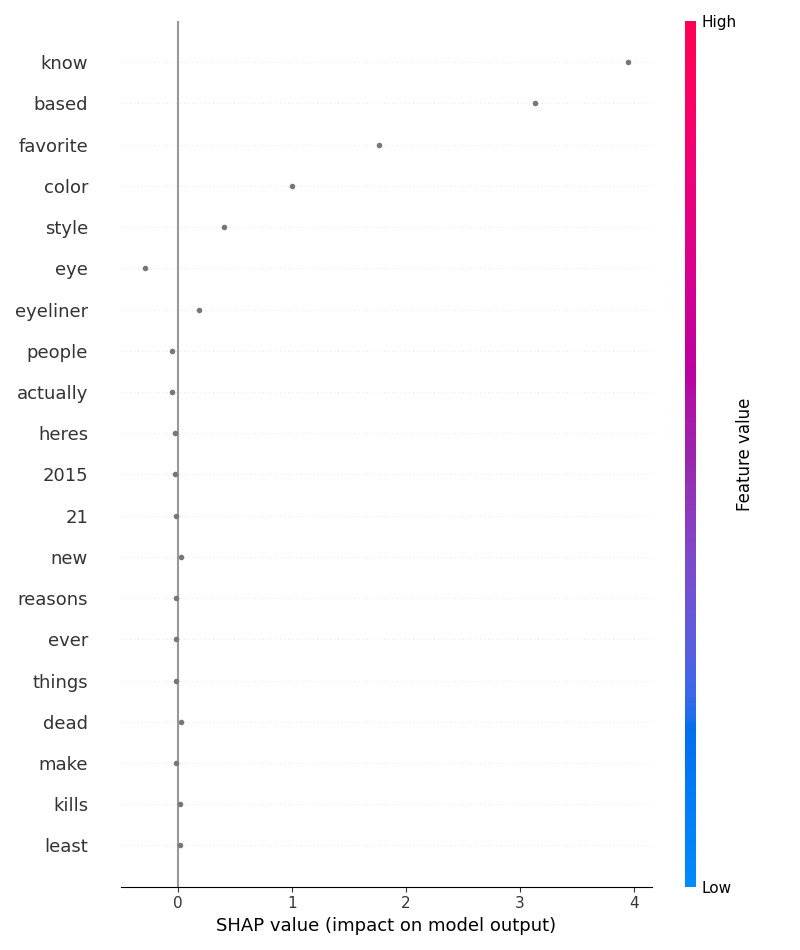 High
know
based
favorite
color
style
eye
eyeliner
people
actually
heres
2015
21
new
reasons
ever
things
dead
make
kills
least
Feature value
Low
0 1 2 3 4
SHAP value (impact on model output)